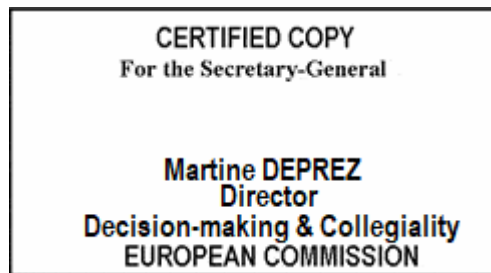 CERTIFIED COPY
For the Secretary-General
Martine DEPREZ
Director
Decision-making & Collegiality
EUROPEAN COMMISSION